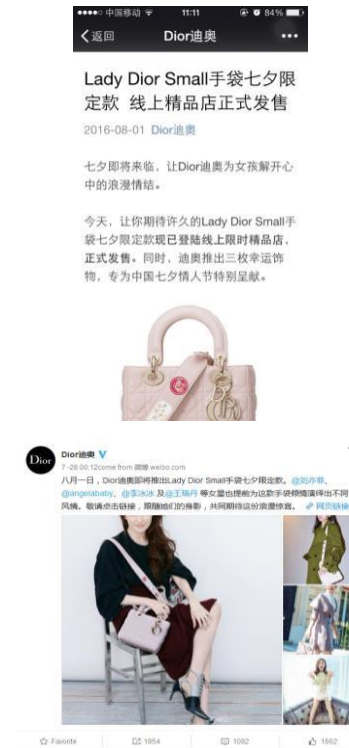 中国移动
11:11
84%
返回
Dior迪奥
Lady Dior Small手袋七夕限
定款 线上精品店正式发售
2016-08-01 Dior迪奥
七夕即将来临，让Dior迪奥为女孩解开心
中的浪漫情结。
今天，让你期待许久的Lady Dior Small手
袋七夕限定款现已登陆线上限时精品店，
正式发售。同时，迪奥推出三枚幸运饰
物，专为中国七夕情人节特别呈献。
Dior
Dior迪奥
7-28 00:12come from 微博 weibo.com
八月一日，Dior迪奥即将推出Lady Dior Small手袋七夕限定款。@刘亦菲、
@angelababy、@李冰冰 及@王珞丹 等女星也提前为这款手袋倾情演绎出不同
风情。敬请点击链接，跟随她们的身影，共同期待这份浪漫惊喜。 网页链接
Favorite
1954
1092